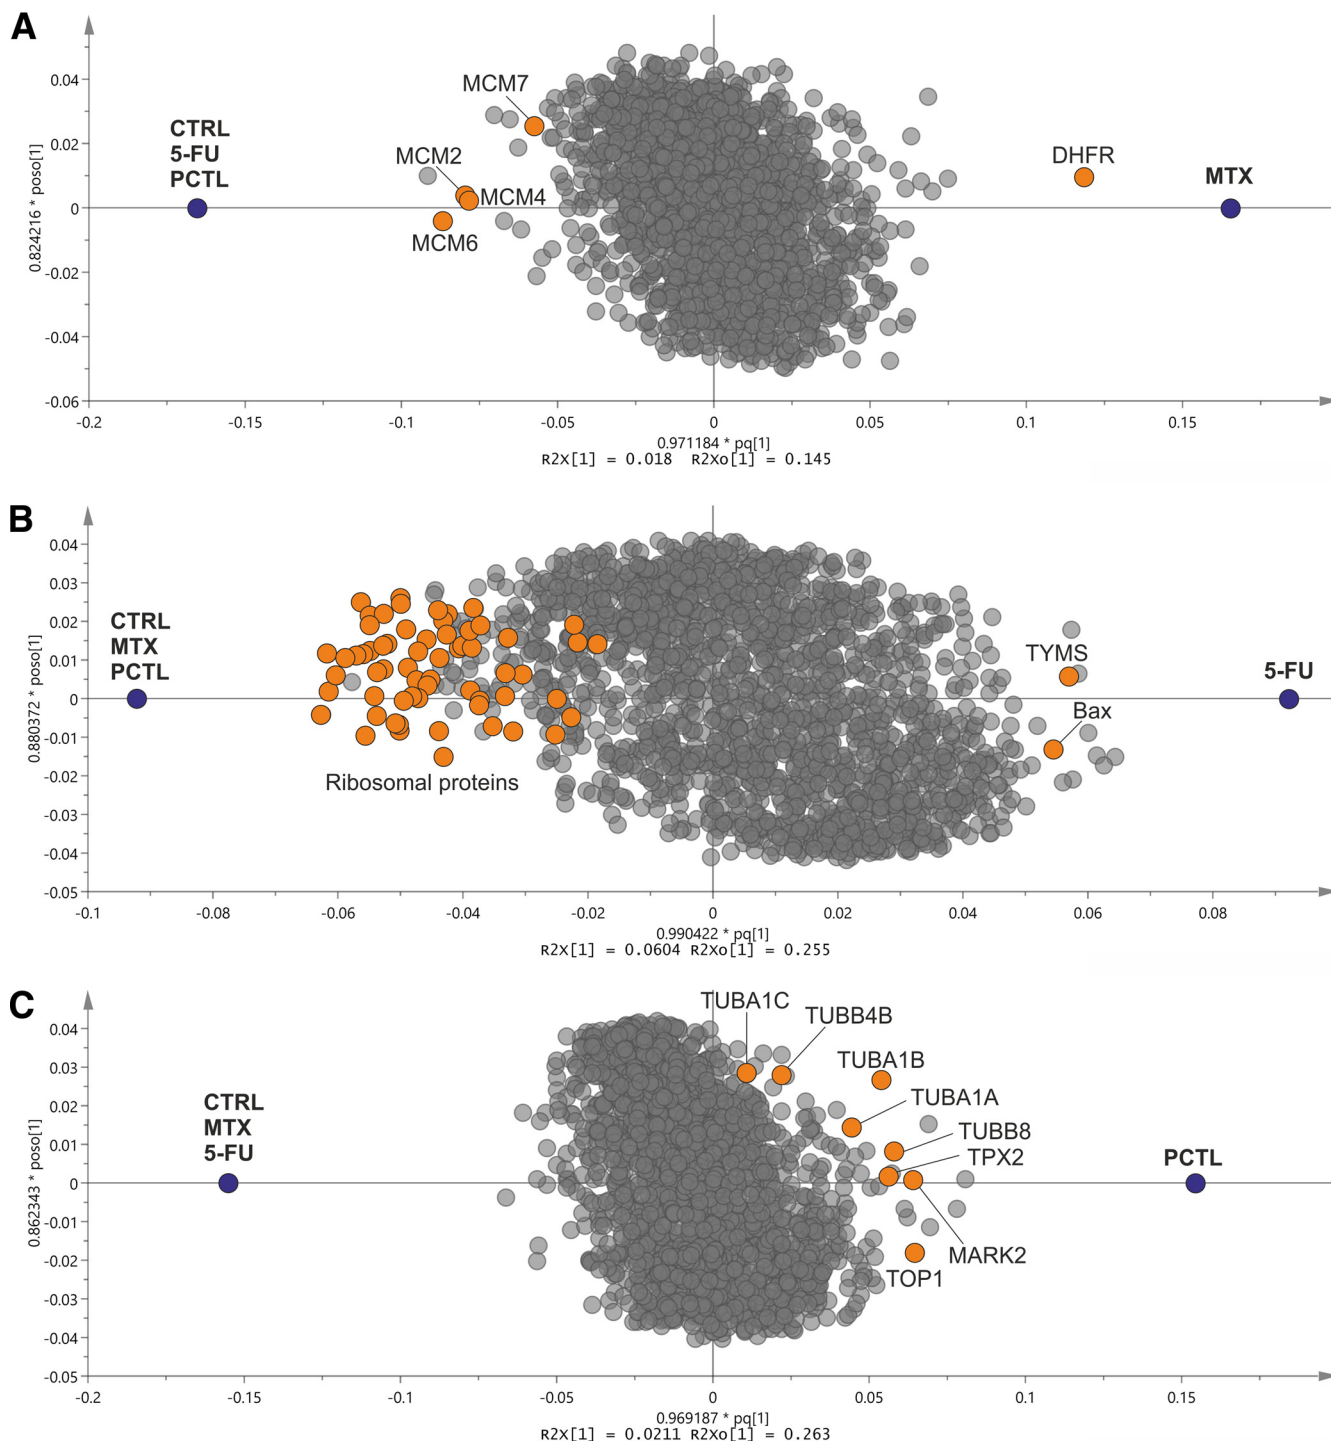 A
0.04
0.02
0
-0.02
-0.04
-0.06
0.824216 * poso[1]
CTRL
5-FU
PCTL
MCM7
MCM2
MCM4
MCM6
DHFR
MTX
-0.2 -0.15 -0.1 -0.05 0 0.05 0.1 0.15
0.971184 * pq[1]
R2X[1] = 0.018 R2Xo[1] = 0.145
B
0.04
0.03
0.02
0.01
0
-0.01
-0.02
-0.03
-0.04
-0.05
0.880372 * poso[1]
CTRL
MTX
PCTL
Ribosomal proteins
TYMS
Bax
5-FU
-0.1 -0.08 -0.06 -0.04 -0.02 0 0.02 0.04 0.06 0.08
0.990422 * pq[1]
R2X[1] = 0.0604 R2Xo[1] = 0.255
C
0.04
0.03
0.02
0.01
0
-0.01
-0.02
-0.03
-0.04
-0.05
0.862343 * poso[1]
CTRL
MTX
5-FU
TUBA1C
TUBB4B
TUBA1B
TUBA1A
TUBB8
TPX2
MARK2
TOP1
PCTL
-0.2 -0.15 -0.1 -0.05 0 0.05 0.1 0.15
0.969187 * pq[1]
R2X[1] = 0.0211 R2Xo[1] = 0.263